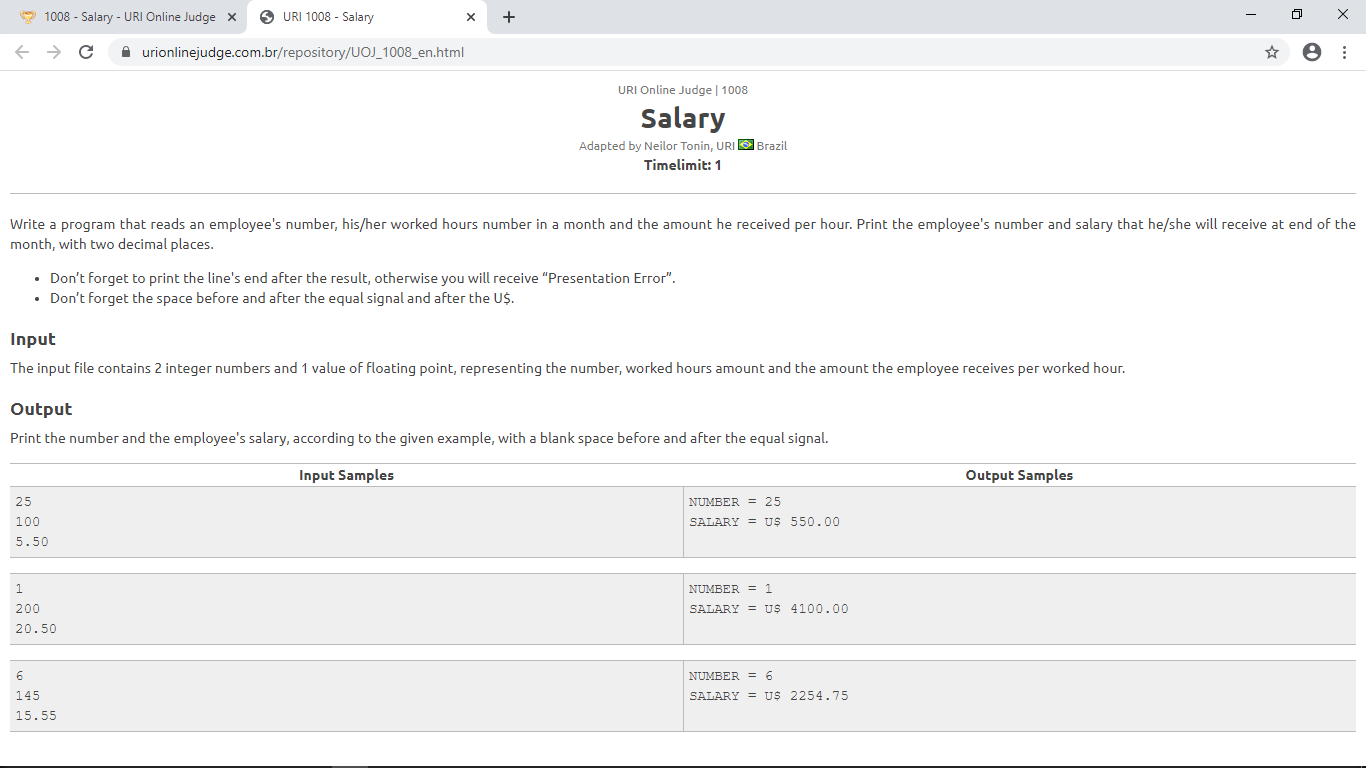 1008 - Salary - URI Online Judge
URI 1008 - Salary
urionlinejudge.com.br/repository/UOJ_1008_en.html
URI Online Judge | 1008
Salary
Adapted by Neilor Tonin, URI Brazil
Timelimit: 1
Write a program that reads an employee's number, his/her worked hours number in a month and the amount he received per hour. Print the employee's number and salary that he/she will receive at end of the
month, with two decimal places.
• Don’t forget to print the line's end after the result, otherwise you will receive “Presentation Error”.
• Don’t forget the space before and after the equal signal and after the U$.
Input
The input file contains 2 integer numbers and 1 value of floating point, representing the number, worked hours amount and the amount the employee receives per worked hour.
Output
Print the number and the employee's salary, according to the given example, with a blank space before and after the equal signal.
Input Samples
Output Samples
25
100
5.50
NUMBER = 25
SALARY = U$ 550.00
1
200
20.50
NUMBER = 1
SALARY = U$ 4100.00
6
145
15.55
NUMBER = 6
SALARY = U$ 2254.75